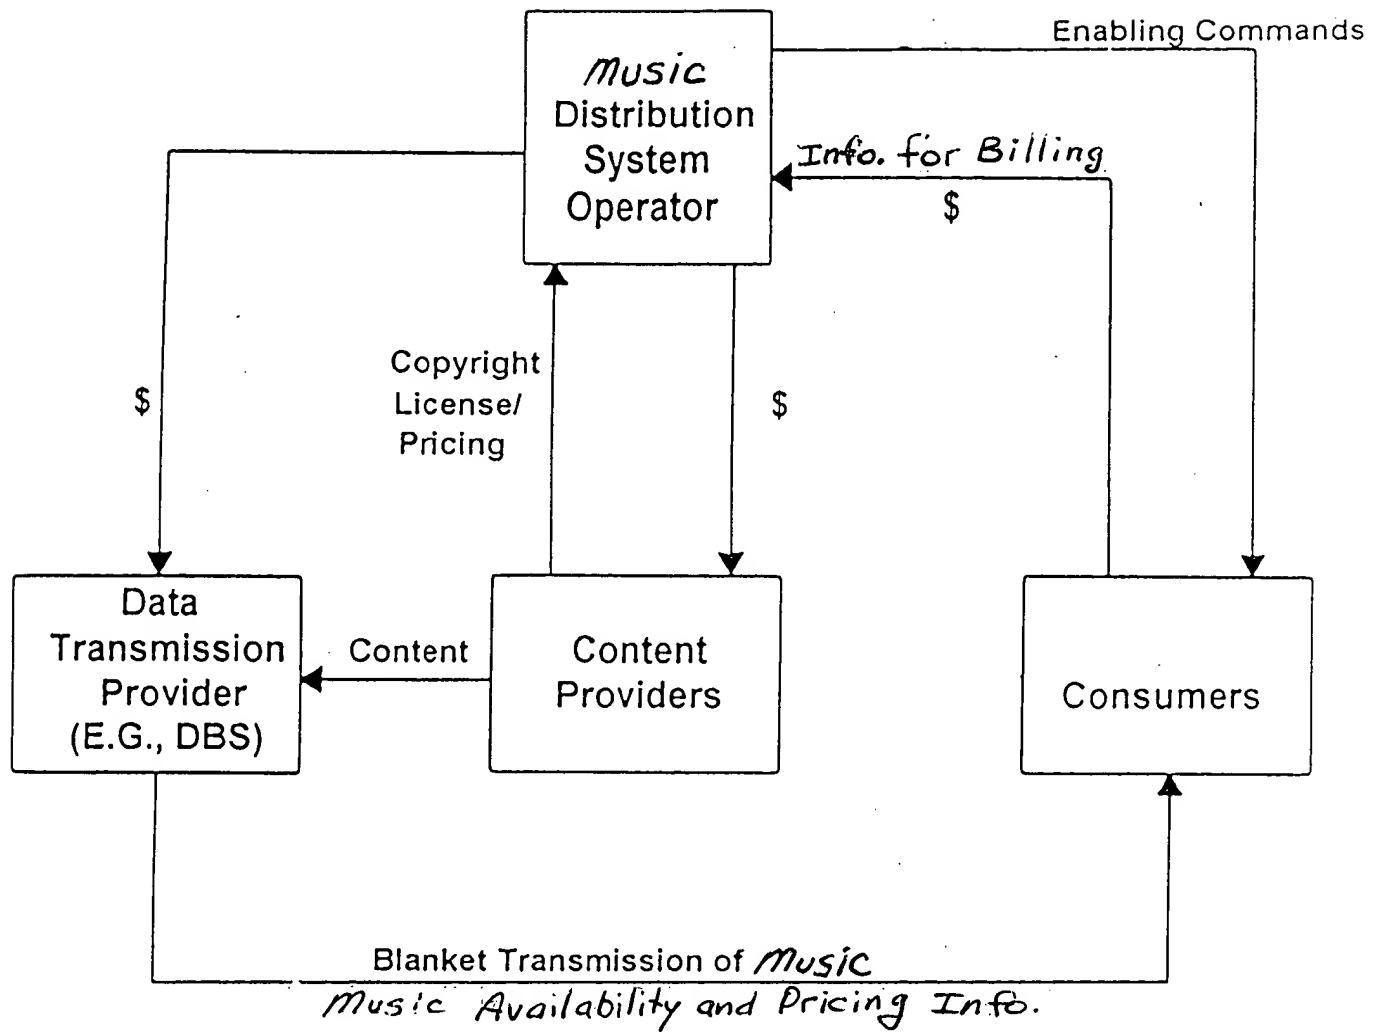 Enabling Commands
Music
Distribution
System
Operator
Info. for Billing
$
Copyright
License/
Pricing
$
$
Data
Transmission
Provider
(E.G., DBS)
Content
Content
Providers
Consumers
Blanket Transmission of Music
Music Availability and Pricing Info.